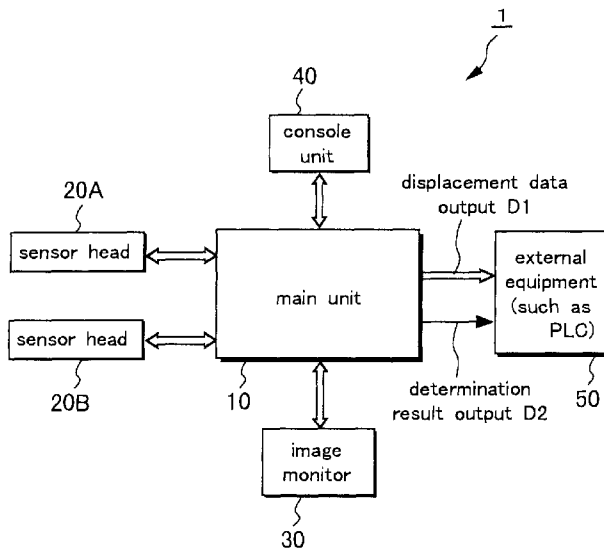 1
40
console
unit
displacement data
output D1
20A
sensor head
main unit
external
equipment
(such as
PLC)
sensor head
20B
10
determination
result output D2
50
image
monitor
30